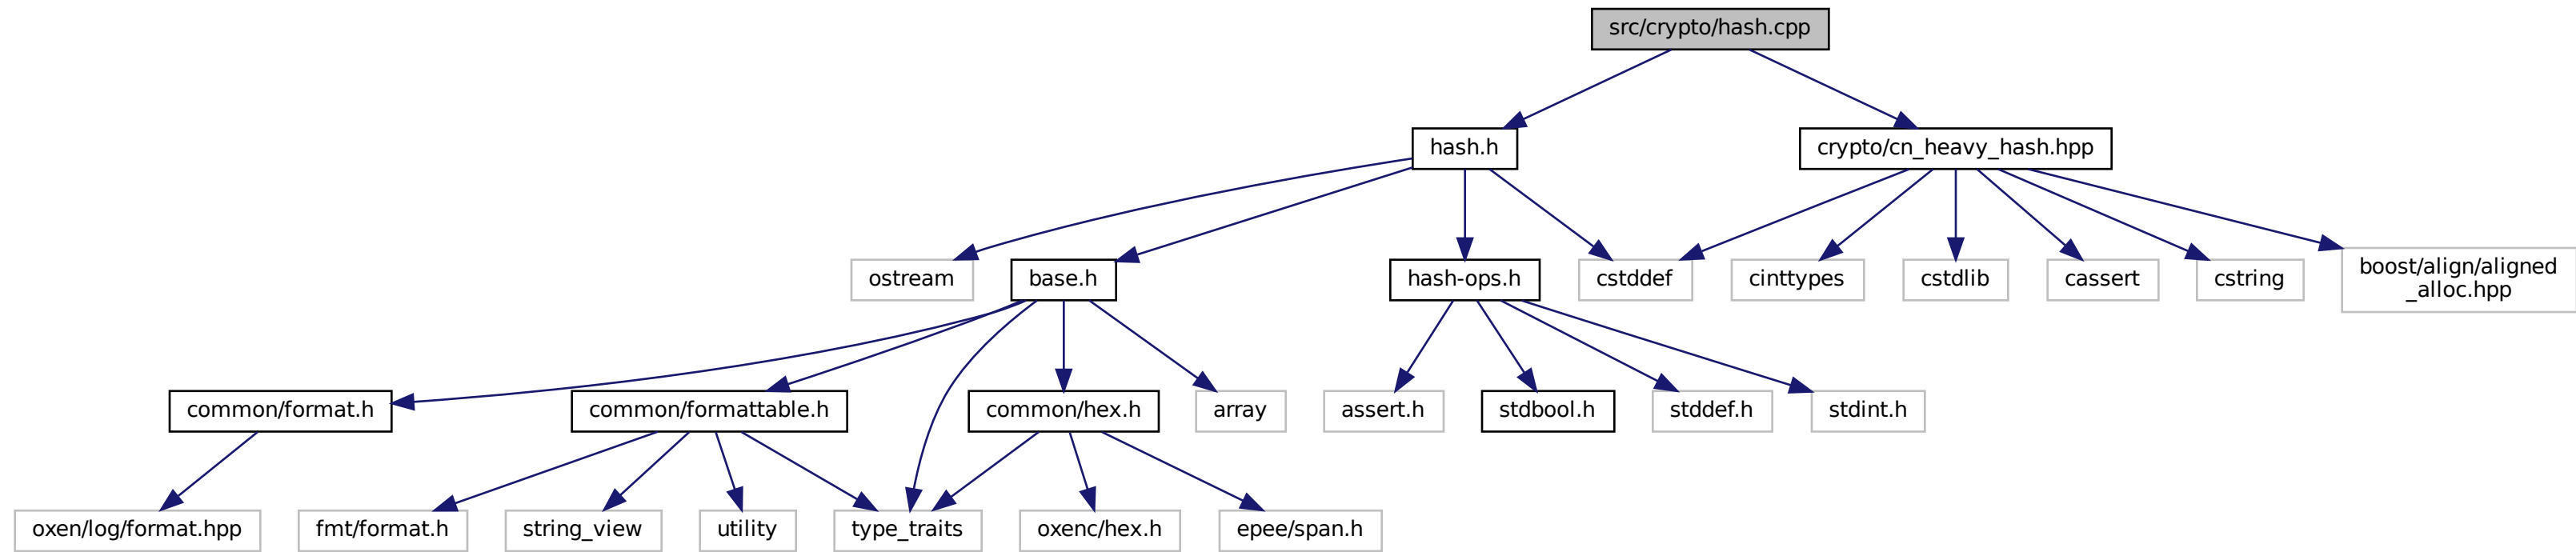 src/crypto/hash.cpp
hash.h
crypto/cn_heavy_hash.hpp
ostream
base.h
hash-ops.h
cstddef
cinttypes
cstdlib
cassert
cstring
boost/align/aligned
_alloc.hpp
common/format.h
common/formattable.h
common/hex.h
array
assert.h
stdbool.h
stddef.h
stdint.h
oxen/log/format.hpp
fmt/format.h
string_view
utility
type_traits
oxenc/hex.h
epee/span.h